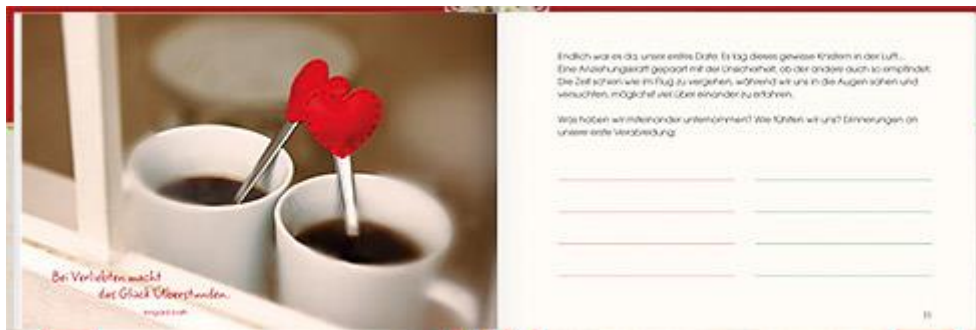 Bei Verliebten macht
das Glück Überstunden.
Endlich war es da: unser erstes Date. Es lag dieses gewisse Knistern in der Luft...
Eine Anziehungskraft gepaart mit der Unsicherheit, ob der andere auch so empfindet.
Die Zeit schien wie im Flug zu vergehen, während wir uns in die Augen sahen und
versuchten, möglichst viel über einander zu erfahren.
Was haben wir miteinander unternommen? Wie fühlten wir uns? Erinnerungen an
unsere erste Verabredung: